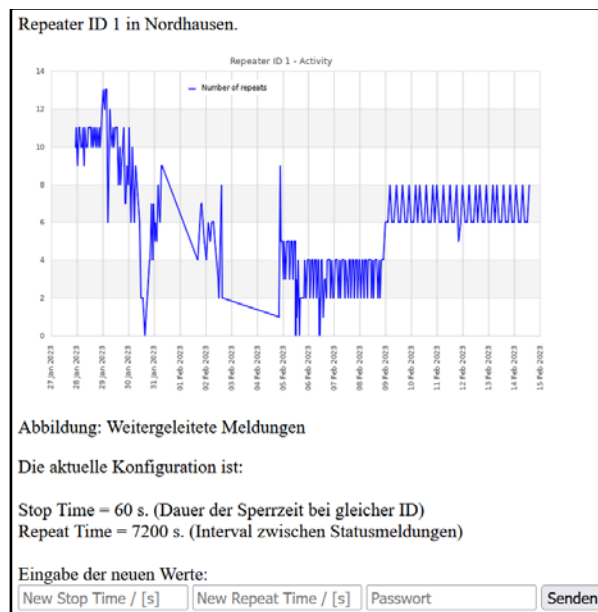 Repeater ID 1 in Nordhausen.
Repeater ID 1 - Activity
Number of repeats
14
12
10
8
6
4
2
0
27 Jan 2023
28 Jan 2023
29 Jan 2023
30 Jan 2023
31 Jan 2023
01 Feb 2023
02 Feb 2023
03 Feb 2023
04 Feb 2023
05 Feb 2023
06 Feb 2023
07 Feb 2023
08 Feb 2023
09 Feb 2023
10 Feb 2023
11 Feb 2023
12 Feb 2023
13 Feb 2023
14 Feb 2023
15 Feb 2023
Abbildung: Weitergeleitete Meldungen
Die aktuelle Konfiguration ist:
Stop Time = 60 s. (Dauer der Sperrzeit bei gleicher ID)
Repeat Time = 7200 s. (Interval zwischen Statusmeldungen)
Eingabe der neuen Werte:
New Stop Time / [s] New Repeat Time / [s] Passwort Senden